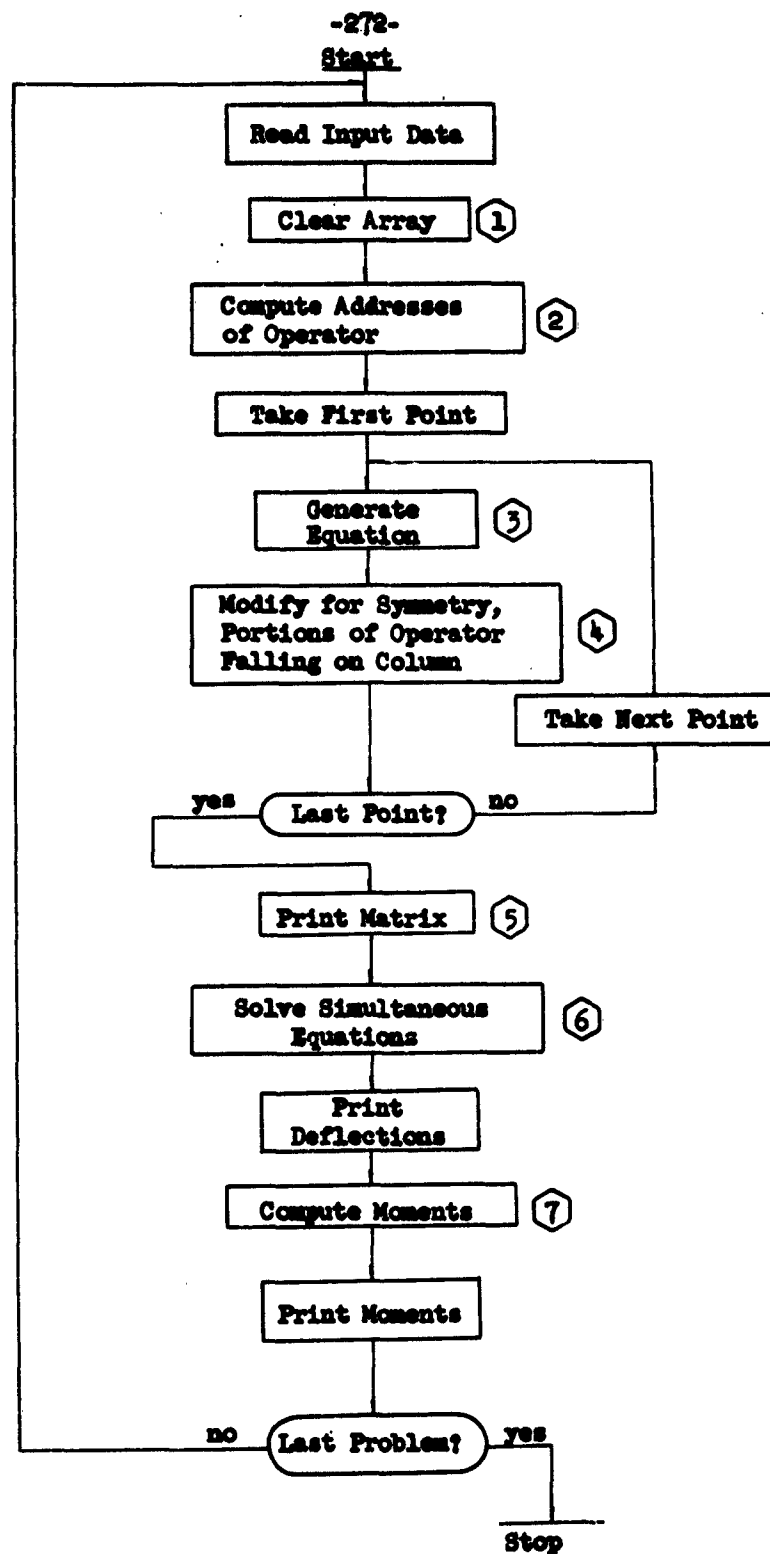 -272-
Start
Read Input Data
Clear Array
1
Compute Addresses
of Operator
2
Take First Point
Generate
Equation
3
Modify for Symmetry,
Portions of Operator
Falling on Column
4
Take Next Point
yes
Last Point?
no
Print Matrix
5
Solve Simultaneous
Equations
6
Print
Deflections
Compute Moments
7
Print Moments
no
Last Problem?
yes
Stop